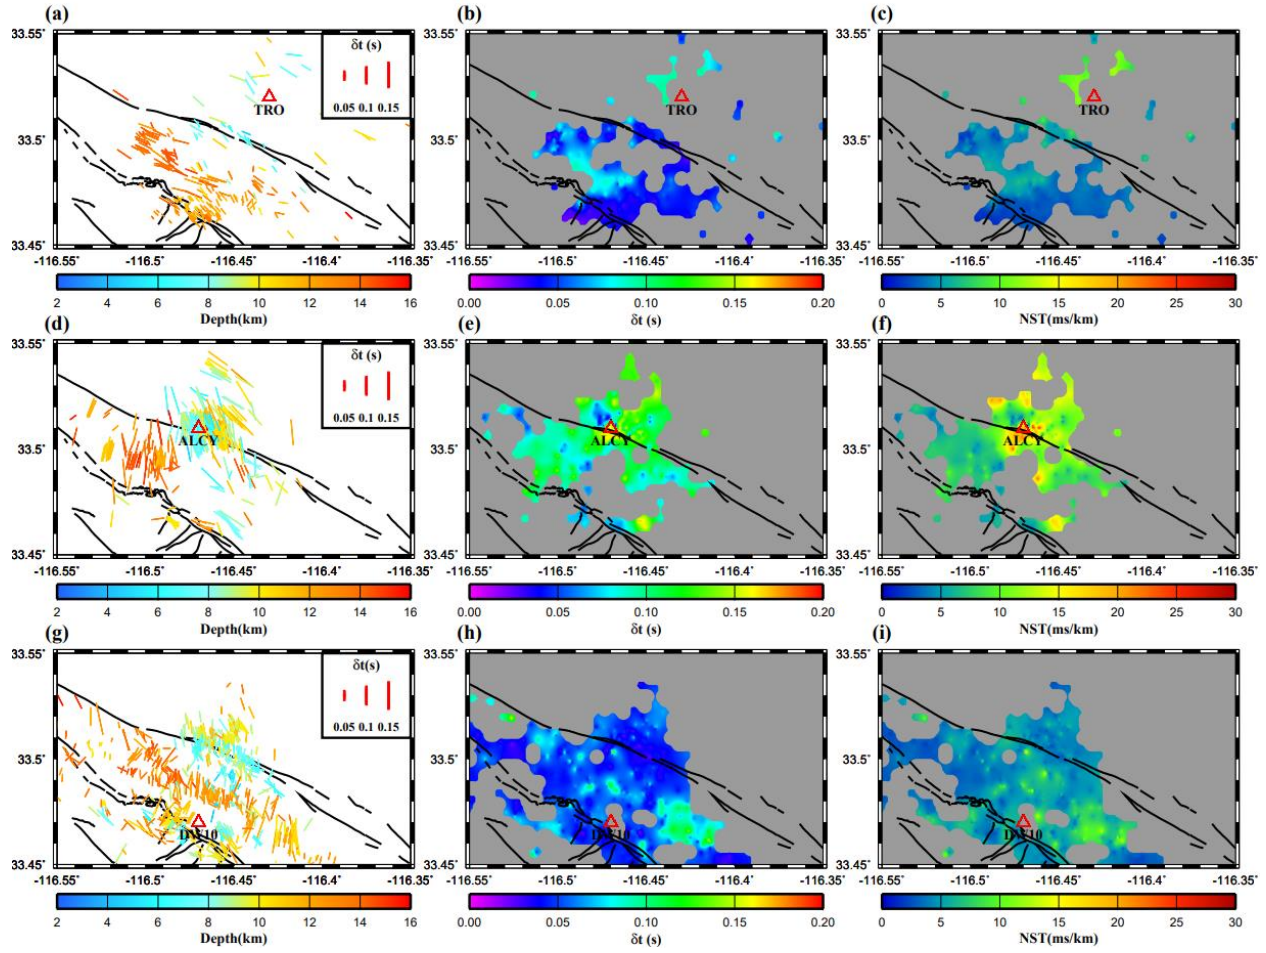 (a) (b) (c)
33.55° 33.55° 33.55°
δt (s)
0.05 0.1 0.15
TRO TRO TRO
33.5° 33.5° 33.5°
33.45° 33.45° 33.45°
-116.55 -116.5° -116.45° -116.4° -116.35° -116.55 -116.5° -116.45° -116.4° -116.35° -116.55 -116.5° -116.45° -116.4° -116.35°
2 4 6 8 10 12 14 16 0.00 0.05 0.10 0.15 0.20 0 5 10 15 20 25 30
Depth(km) δt (s) NST(ms/km)
(d) (e) (f)
33.55° 33.55° 33.55°
δt (s)
0.05 0.1 0.15
ALCY ALCY ALCY
33.5° 33.5° 33.5°
33.45° 33.45° 33.45°
-116.55 -116.5° -116.45° -116.4° -116.35° -116.55 -116.5° -116.45° -116.4° -116.35° -116.55 -116.5° -116.45° -116.4° -116.35°
2 4 6 8 10 12 14 16 0.00 0.05 0.10 0.15 0.20 0 5 10 15 20 25 30
Depth(km) δt (s) NST(ms/km)
(g) (h) (i)
33.55° 33.55° 33.55°
δt(s)
0.05 0.1 0.15
33.5° 33.5° 33.5°
DW10 DW10 DW10
33.45° 33.45° 33.45°
-116.55 -116.5° -116.45° -116.4° -116.35° -116.55 -116.5° -116.45° -116.4° -116.35° -116.55 -116.5° -116.45° -116.4° -116.35°
2 4 6 8 10 12 14 16 0.00 0.05 0.10 0.15 0.20 0 5 10 15 20 25 30
Depth(km) δt (s) NST(ms/km)